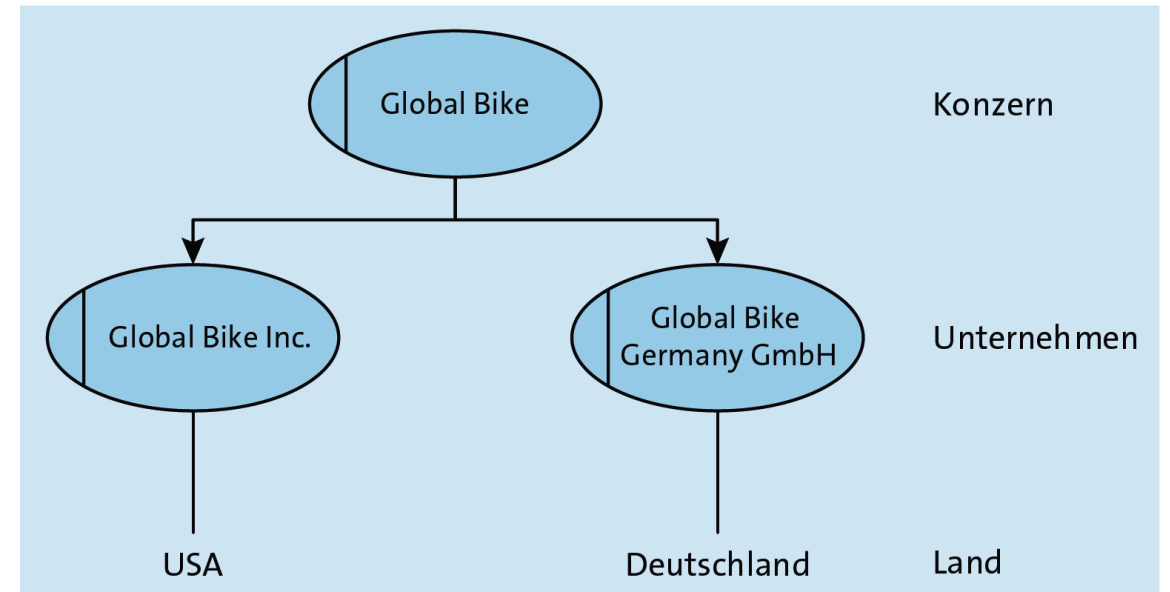 Global Bike
Konzern
Global Bike Inc.
Global Bike
Germany GmbH
Unternehmen
USA
Deutschland
Land